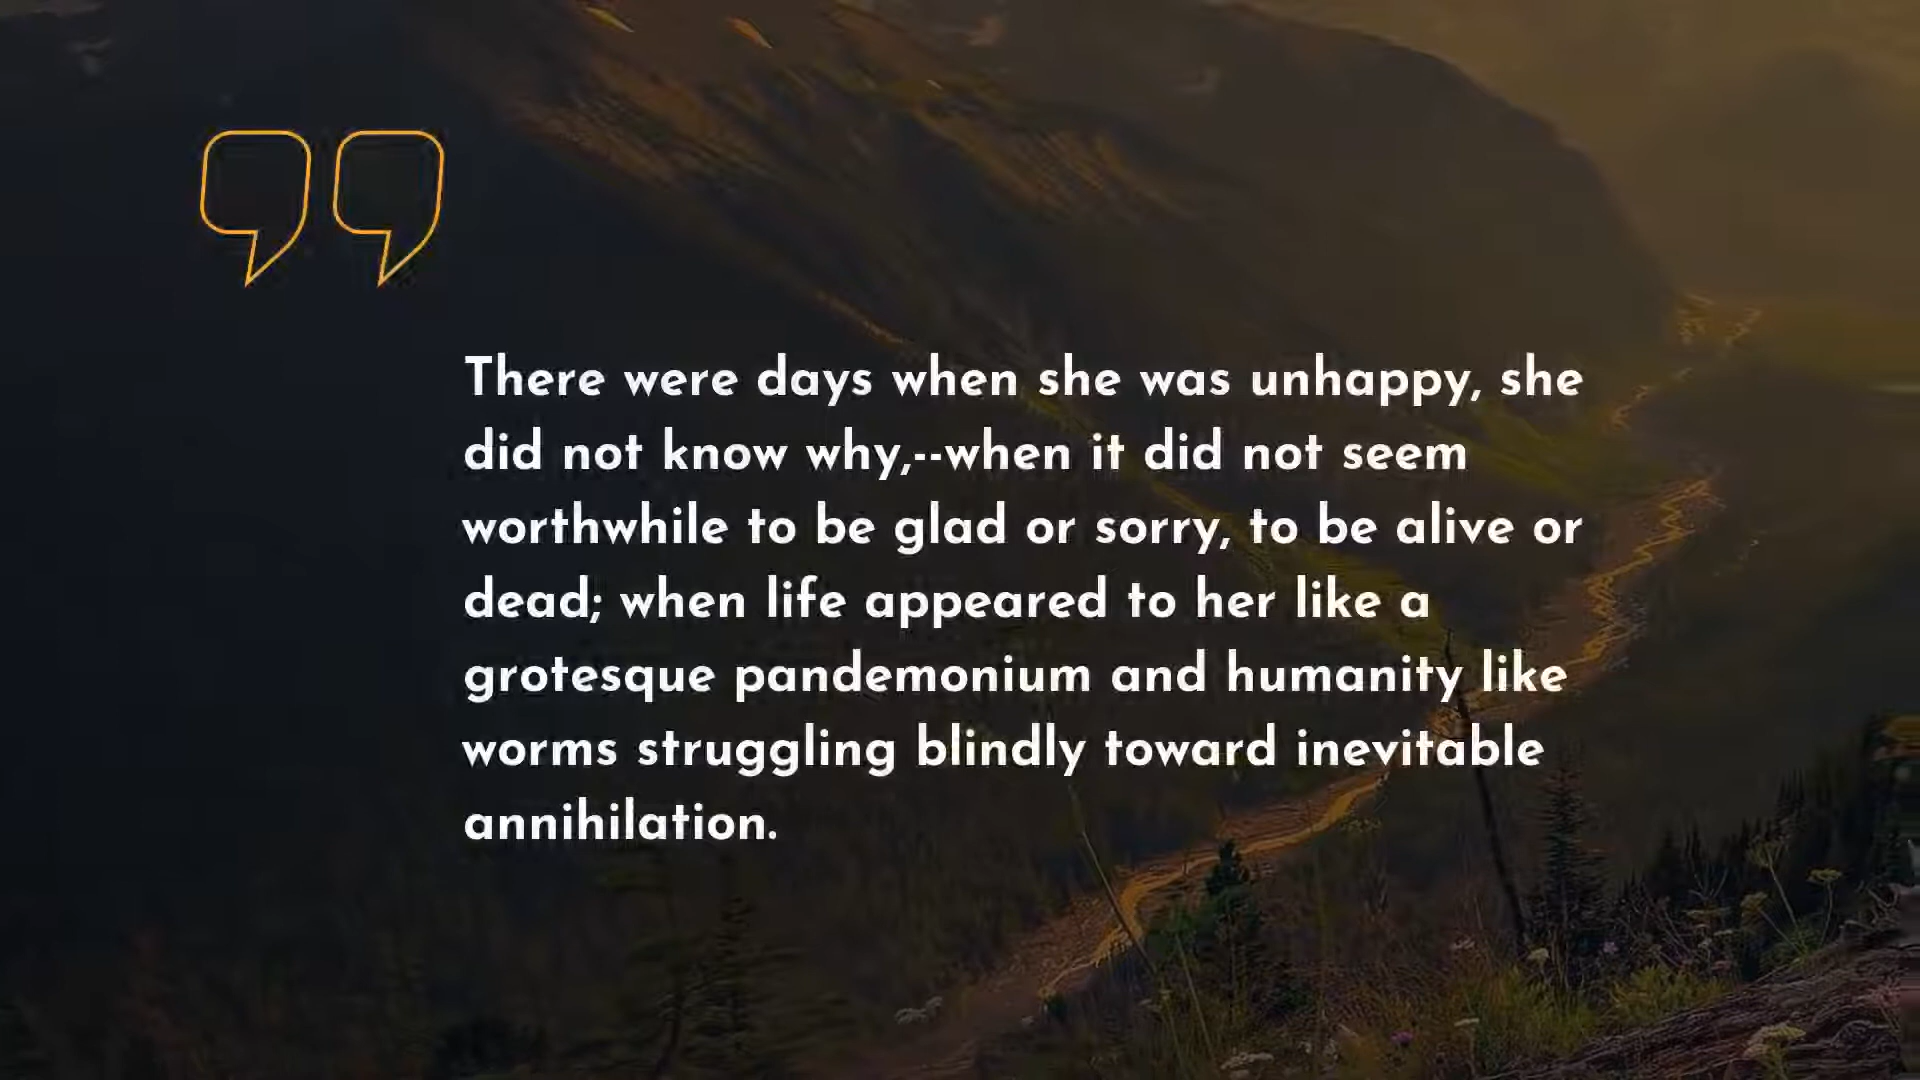 There were days when she was unhappy, she
did not know why,--when it did not seem
worthwhile to be glad or sorry, to be alive or
dead; when life appeared to her like a
grotesque pandemonium and humanity like
worms struggling blindly toward inevitable
annihilation.